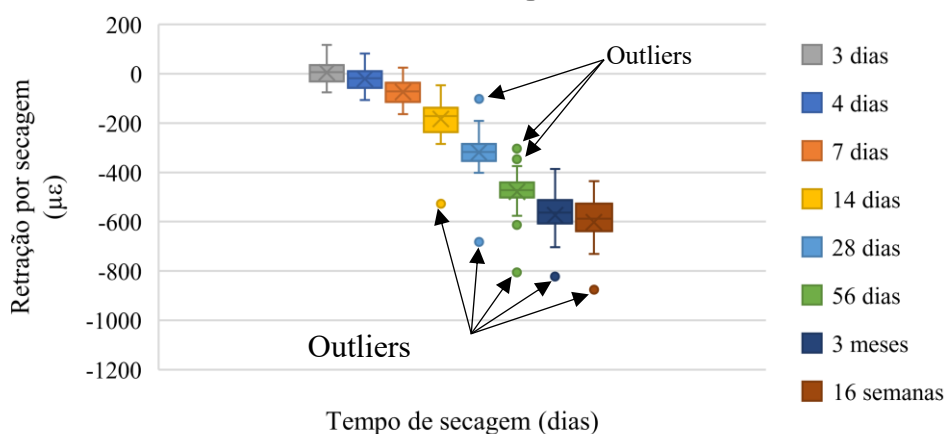 200
0
-200
-400
-600
-800
-1000
-1200
Retração por secagem
(με)
Outliers
Outliers
Tempo de secagem (dias)
3 dias
4 dias
7 dias
14 dias
28 dias
56 dias
3 meses
16 semanas